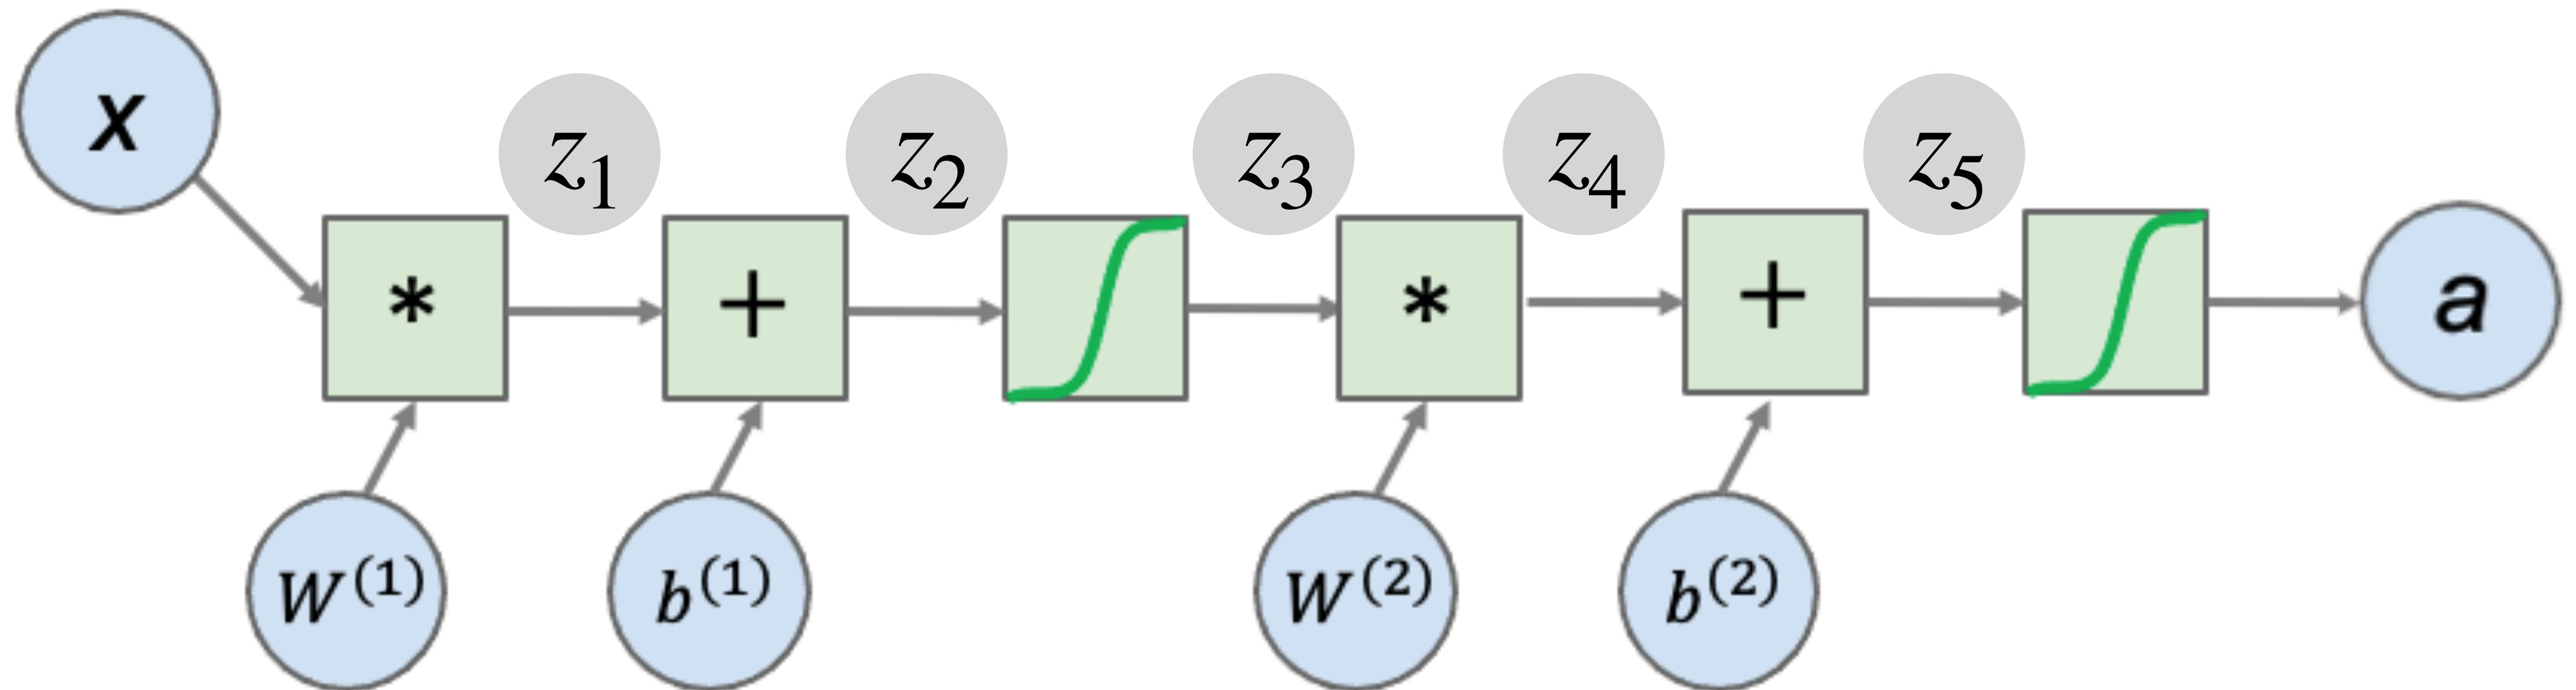 x
z₁
z₂
z₃
z₄
z₅
*
+
*
+
a
W⁽¹⁾
b⁽¹⁾
W⁽²⁾
b⁽²⁾